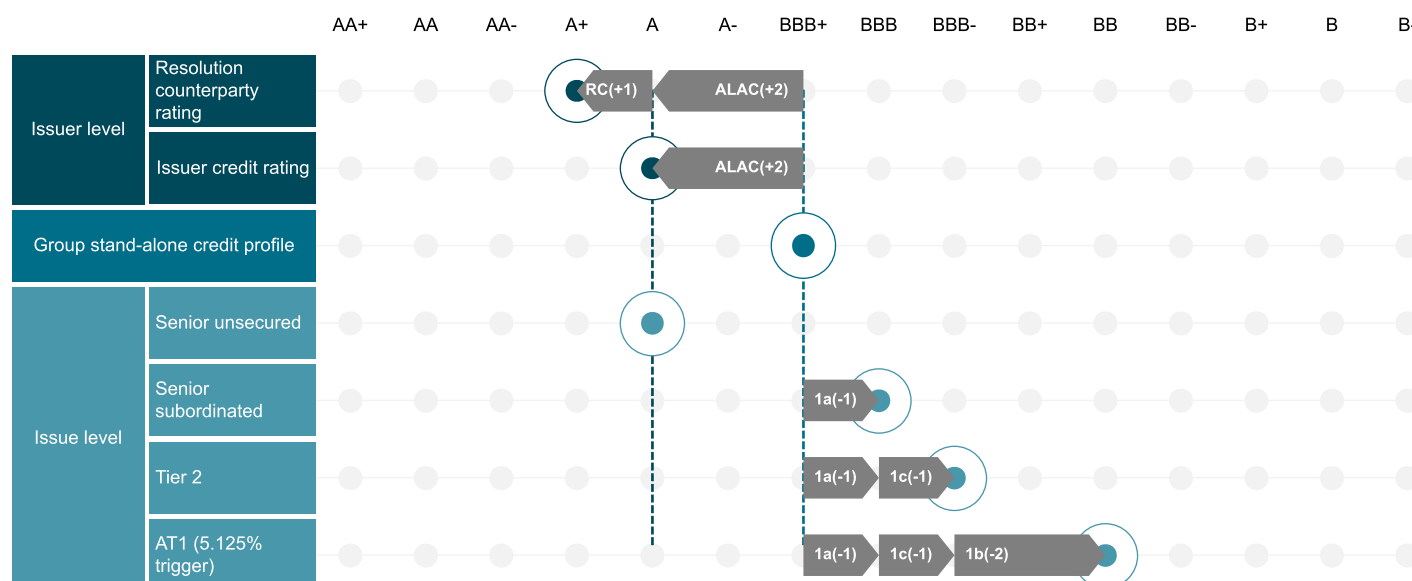 AA+ AA AA- A+ A A- BBB+ BBB BBB- BB+ BB BB- B+ B B-
Issuer level
Resolution
counterparty
rating
RC(+1) ALAC(+2)
Issuer credit rating
ALAC(+2)
Group stand-alone credit profile
Issue level
Senior unsecured
Senior
subordinated
1a(-1)
Tier 2
1a(-1) 1c(-1)
AT1 (5.125%
trigger)
1a(-1) 1c(-1) 1b(-2)